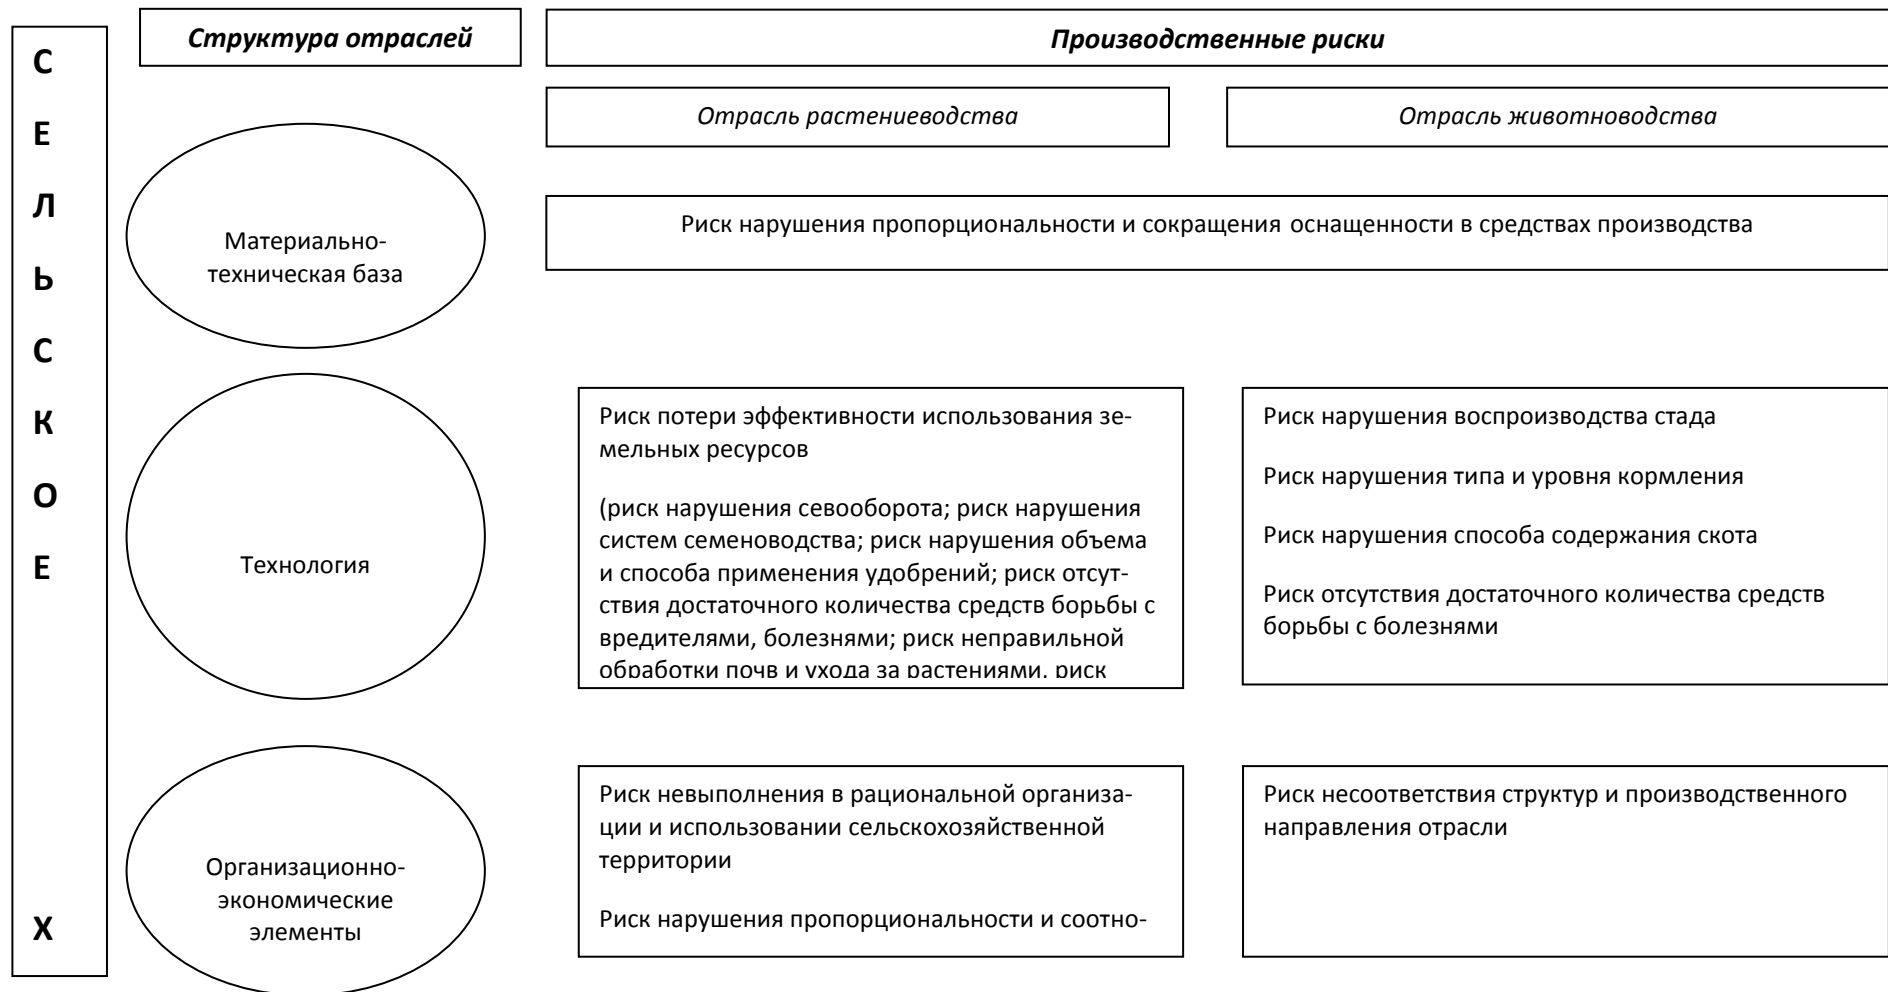 С
Е
Л
Ь
С
К
О
Е
Х
Структура отраслей
Производственные риски
Отрасль растениеводства
Отрасль животноводства
Материально-
техническая база
Риск нарушения пропорциональности и сокращения оснащенности в средствах производства
Технология
Риск потери эффективности использования зе-
мельных ресурсов
(риск нарушения севооборота; риск нарушения
систем семеноводства; риск нарушения объема
и способа применения удобрений; риск отсут-
ствия достаточного количества средств борьбы с
вредителями, болезнями; риск неправильной
обработки почв и ухода за растениями, риск
Риск нарушения воспроизводства стада
Риск нарушения типа и уровня кормления
Риск нарушения способа содержания скота
Риск отсутствия достаточного количества средств
борьбы с болезнями
Организационно-
экономические
элементы
Риск невыполнения в рациональной организа-
ции и использовании сельскохозяйственной
территории
Риск нарушения пропорциональности и соотно-
Риск несоответствия структур и производственного
направления отрасли